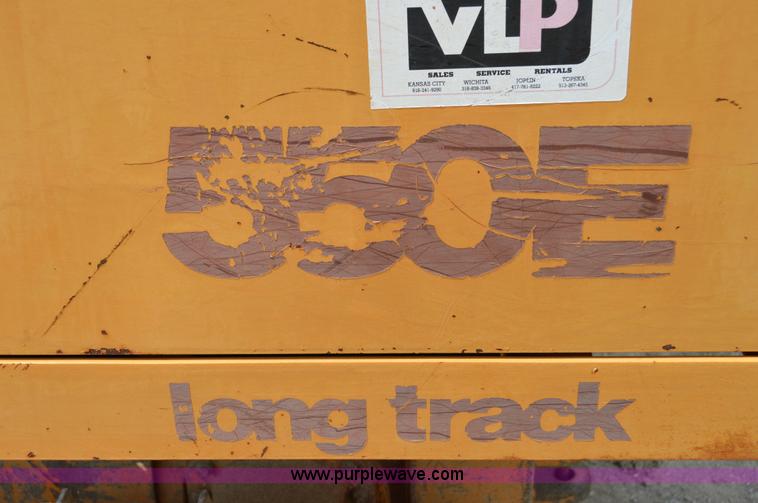 VLP
SALES SERVICE RENTALS
KANSAS CITY WICHITA JOPLIN TOPEKA
550E
long track
www.purplewave.com